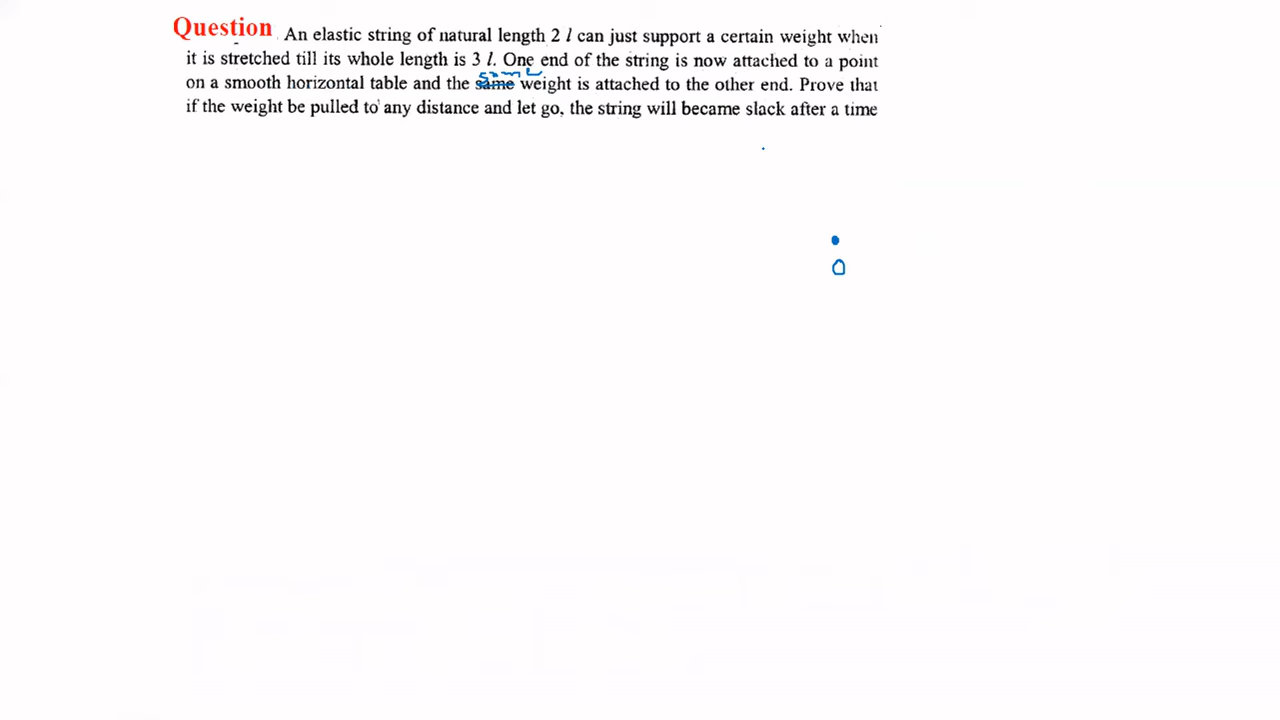 Question An elastic string of natural length 2 l can just support a certain weight when
it is stretched till its whole length is 3 l. One end of the string is now attached to a point
same
on a smooth horizontal table and the same weight is attached to the other end. Prove that
if the weight be pulled to any distance and let go, the string will became slack after a time
O